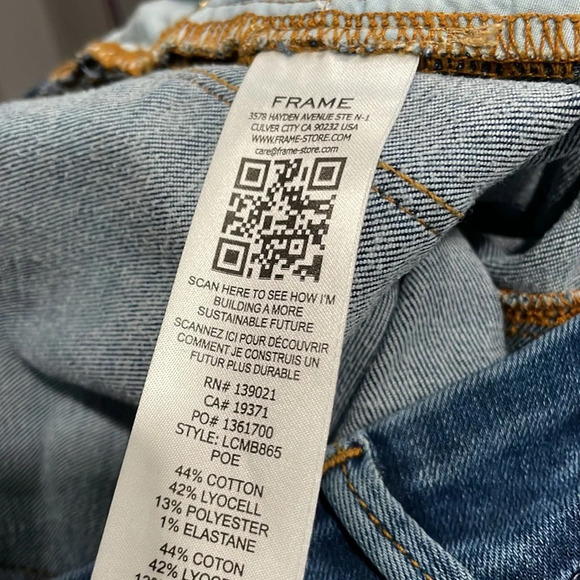 FRAME
3578 HAYDEN AVENUE STE N-1
CULVER CITY CA 90232 USA
WWW.FRAME-STORE.COM
care@frame-store.com
SCAN HERE TO SEE HOW I'M
BUILDING A MORE
SUSTAINABLE FUTURE
SCANNEZ ICI POUR DÉCOUVRIR
COMMENT JE CONSTRUIS UN
FUTUR PLUS DURABLE
RN# 139021
CA# 19371
PO# 1361700
STYLE: LCMB865
POE
44% COTTON
42% LYOCELL
13% POLYESTER
1% ELASTANE
44% COTON
42% LYOCELL